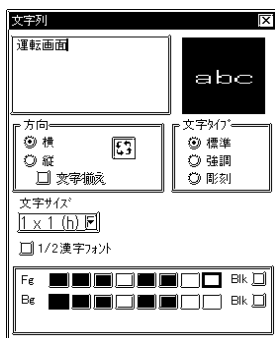 文字列
運転画面
abc
方向
横
縦
文字揃え
文字ﾀｲﾌﾟ
標準
強調
彫刻
文字ｻｲｽﾞ
1 x 1 (h)
1/2漢字フォント
Fg Blk
Bg Blk